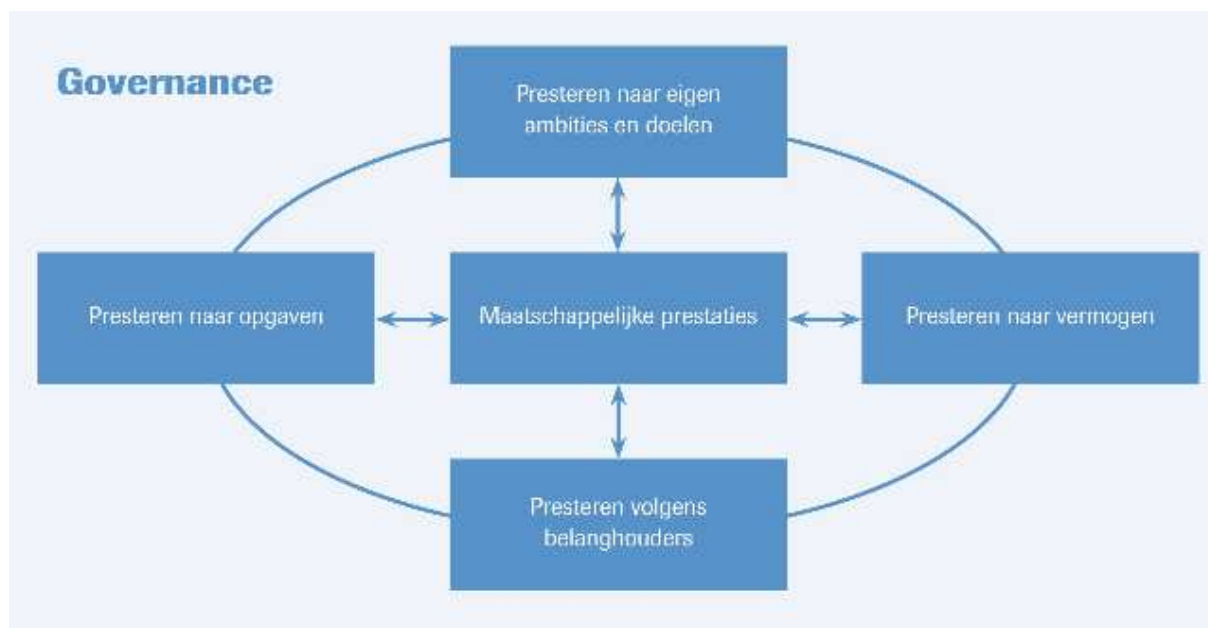 Governance
Presteren naar eigen
ambities en doelen
Presteren naar opgaven
Maatschappelijke prestaties
Presteren naar vermogen
Presteren volgens
belanghouders